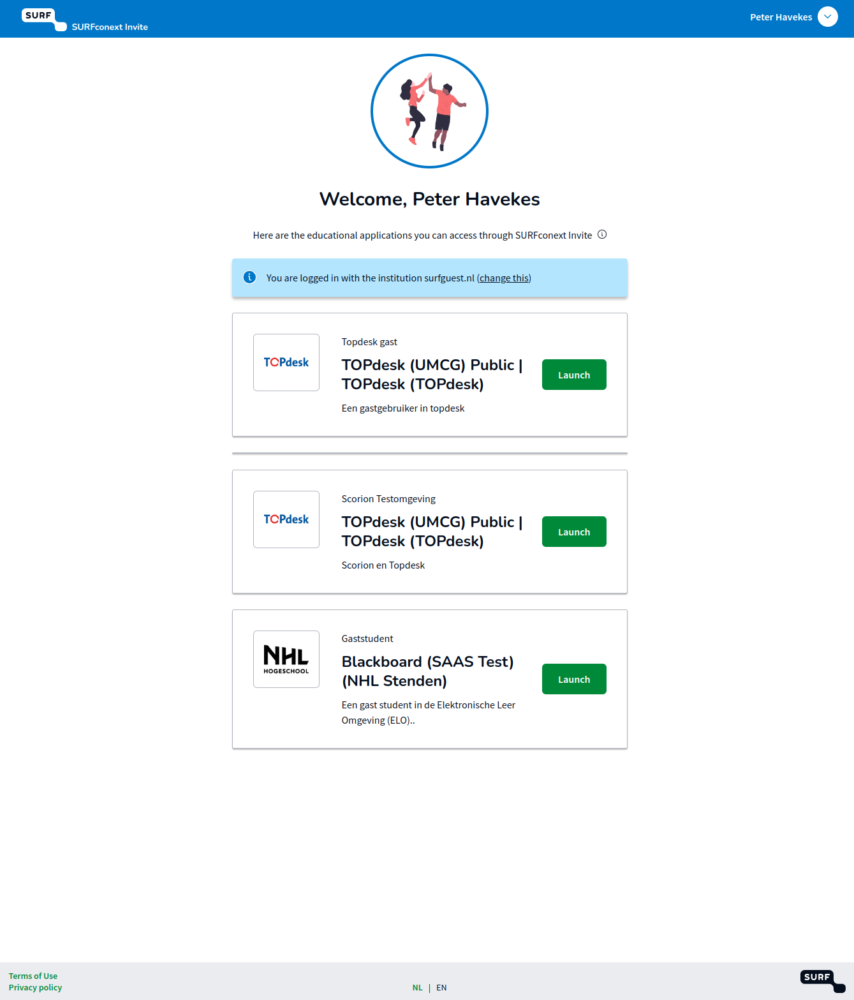 SURF
SURFconext Invite
Peter Havekes
Welcome, Peter Havekes
Here are the educational applications you can access through SURFconext Invite
You are logged in with the institution surfguest.nl (change this)
TOPdesk
Topdesk gast
TOPdesk (UMCG) Public |
TOPdesk (TOPdesk)
Een gastgebruiker in topdesk
Launch
TOPdesk
Scorion Testomgeving
TOPdesk (UMCG) Public |
TOPdesk (TOPdesk)
Scorion en Topdesk
Launch
NHL
HOGESCHOOL
Gaststudent
Blackboard (SAAS Test)
(NHL Stenden)
Een gast student in de Elektronische Leer
Omgeving (ELO)..
Launch
Terms of Use
Privacy policy
NL | EN
SURF